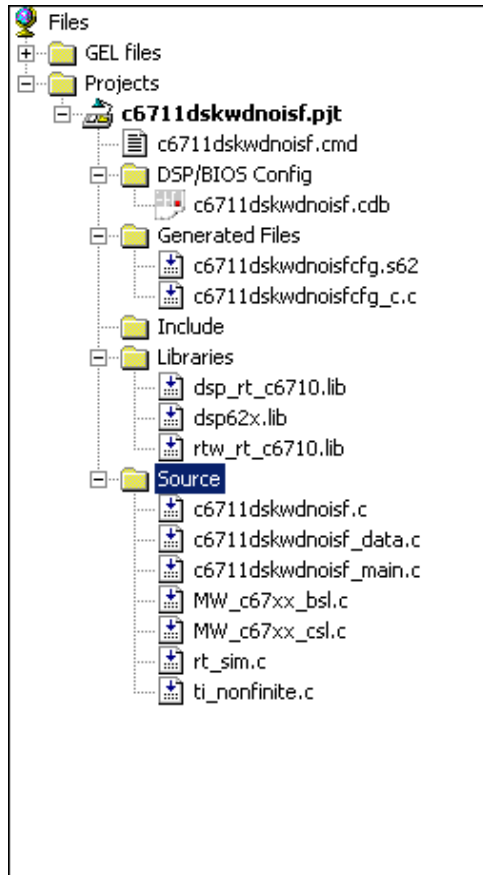 Files
GEL files
Projects
c6711dskwdnoisf.pjt
c6711dskwdnoisf.cmd
DSP/BIOS Config
c6711dskwdnoisf.cdb
Generated Files
c6711dskwdnoisfcfg.s62
c6711dskwdnoisfcfg_c.c
Include
Libraries
dsp_rt_c6710.lib
dsp62x.lib
rtw_rt_c6710.lib
Source
c6711dskwdnoisf.c
c6711dskwdnoisf_data.c
c6711dskwdnoisf_main.c
MW_c67xx_bsl.c
MW_c67xx_csl.c
rt_sim.c
ti_nonfinite.c